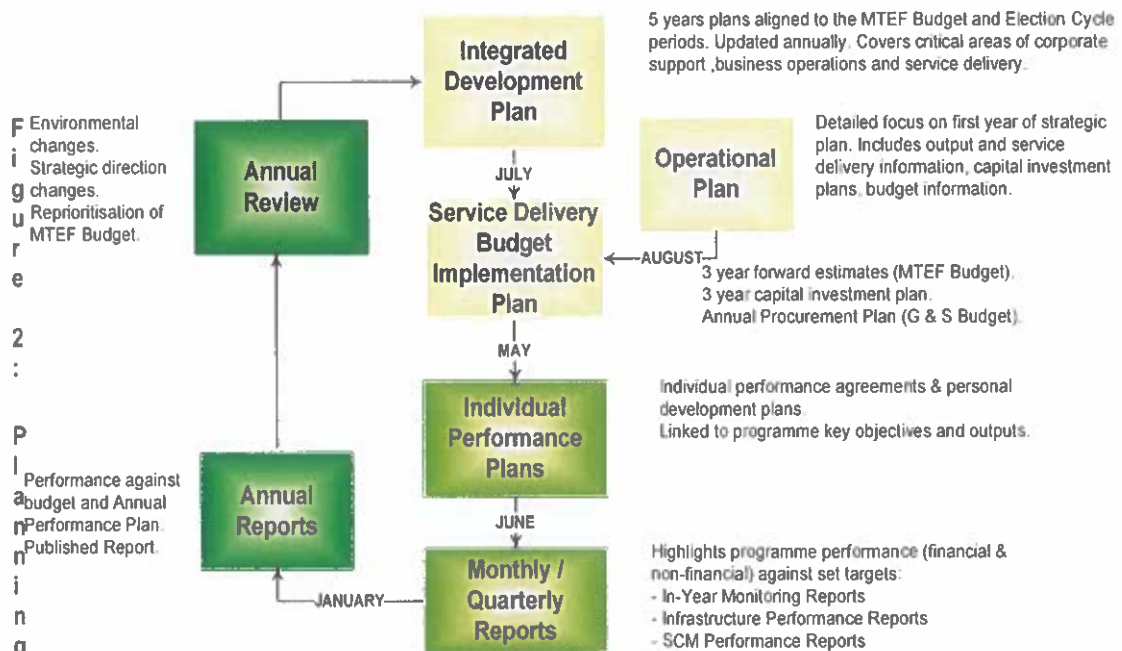 5 years plans aligned to the MTEF Budget and Election Cycle
periods. Updated annually. Covers critical areas of corporate
support ,business operations and service delivery.
Integrated
Development
Plan
Figure 2: Planning
Environmental
changes.
Strategic direction
changes.
Reprioritisation of
MTEF Budget.
Annual
Review
JULY
Operational
Plan
Detailed focus on first year of strategic
plan. Includes output and service
delivery information, capital investment
plans, budget information.
Service Delivery
Budget
Implementation
Plan
AUGUST
3 year forward estimates (MTEF Budget).
3 year capital investment plan.
Annual Procurement Plan (G & S Budget).
MAY
Individual
Performance
Plans
Individual performance agreements & personal
development plans.
Linked to programme key objectives and outputs.
Performance against
budget and Annual
Performance Plan.
Published Report.
Annual
Reports
JUNE
Monthly /
Quarterly
Reports
JANUARY
Highlights programme performance (financial &
non-financial) against set targets:
- In-Year Monitoring Reports
- Infrastructure Performance Reports
- SCM Performance Reports